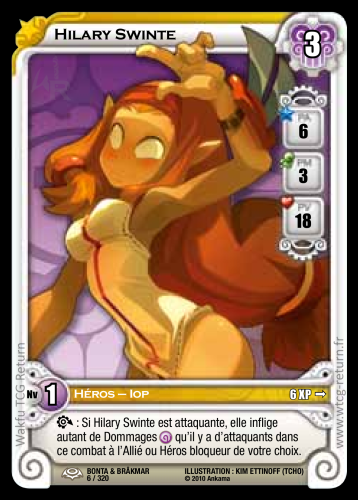 HILARY SWINTE
3
PA
6
PM
3
PV
18
Wakfu TCG Return
www.wtcg-return.fr
Nv 1
HÉROS – IOP
6 XP →
: Si Hilary Swinte est attaquante, elle inflige
autant de Dommages qu'il y a d'attaquants dans
ce combat à l'Allié ou Héros bloqueur de votre choix.
BONTA & BRÂKMAR
6 / 320
ILLUSTRATION : KIM ETTINOFF (TCHO)
© 2010 Ankama